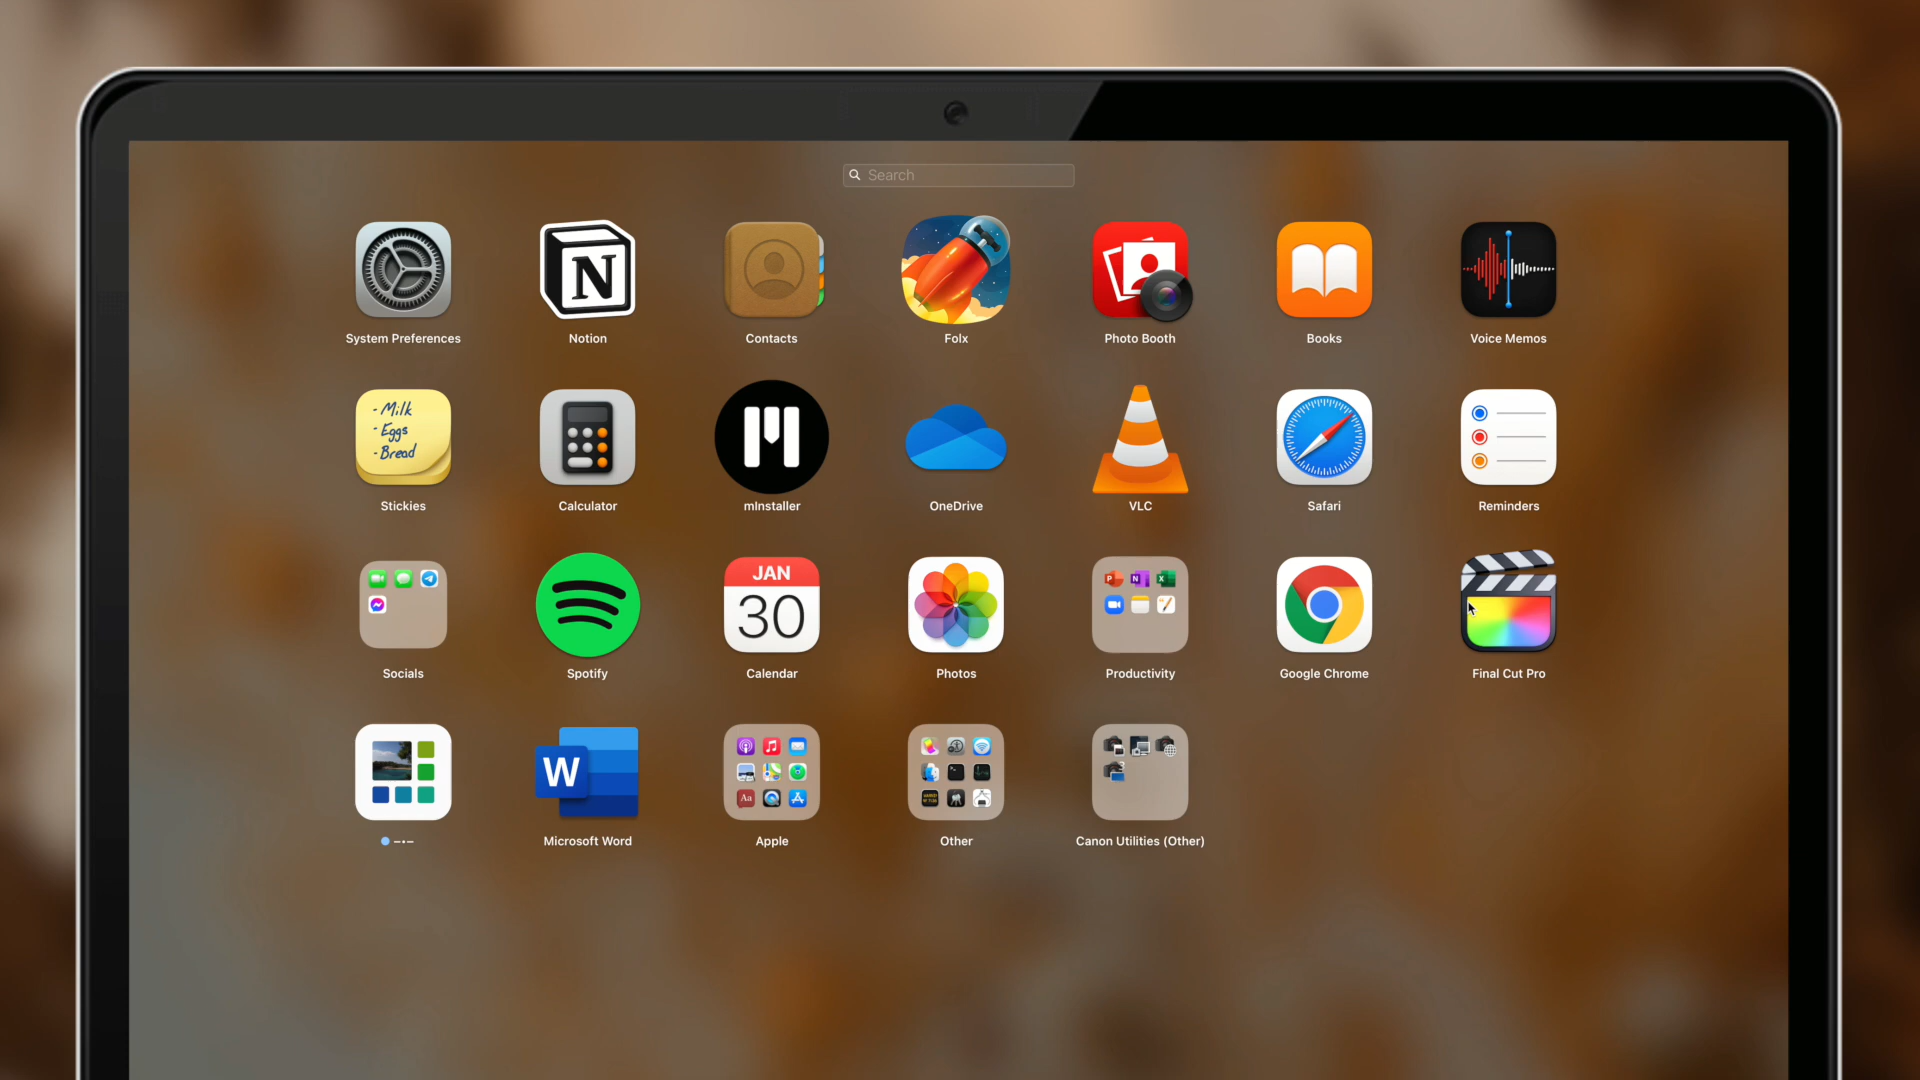 Search
System Preferences
N
Notion
Contacts
Folx
Photo Booth
Books
Voice Memos
- Milk
- Eggs
- Bread
Stickies
Calculator
mInstaller
OneDrive
VLC
Safari
Reminders
Socials
Spotify
JAN
30
Calendar
Photos
P N X
Productivity
Google Chrome
Final Cut Pro
W
Microsoft Word
Aa
Apple
Other
Canon Utilities (Other)